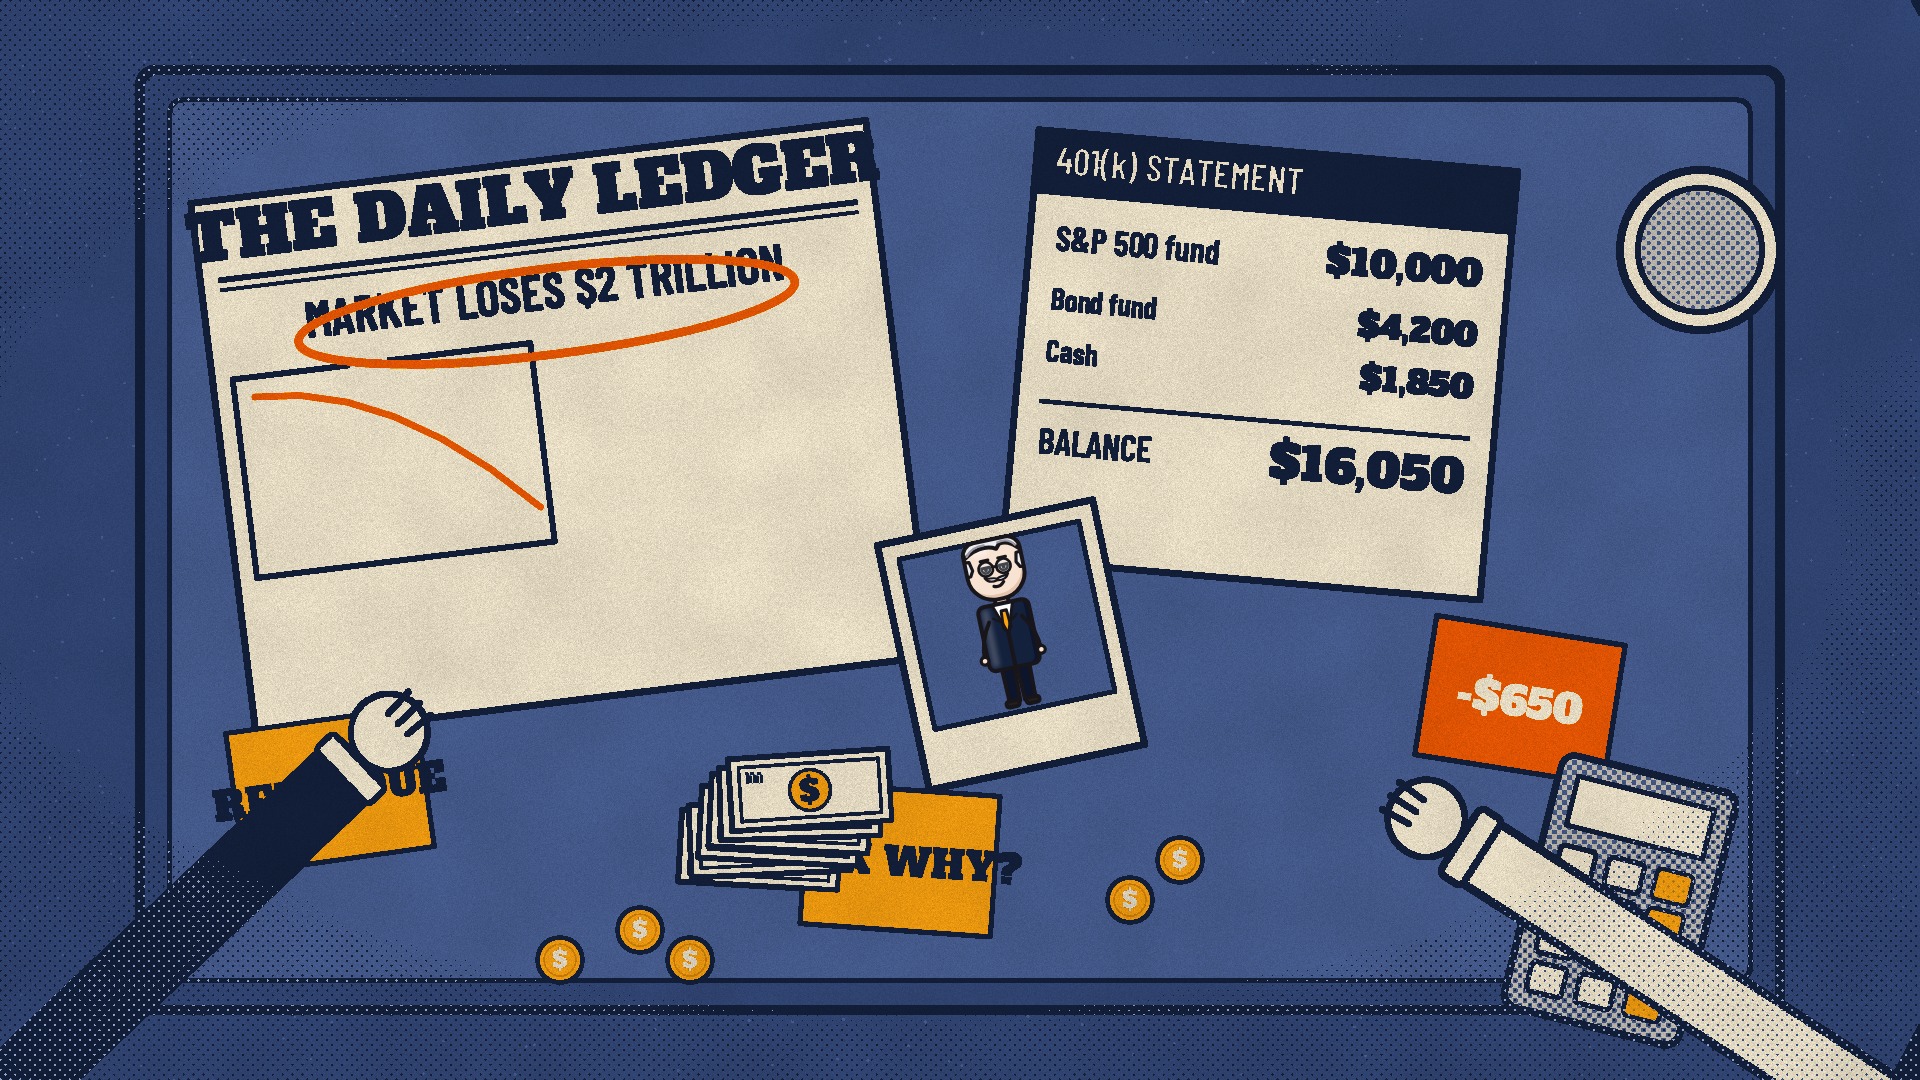 THE DAILY LEDGER
MARKET LOSES $2 TRILLION
401(k) STATEMENT
S&P 500 fund $10,000
Bond fund $4,200
Cash $1,850
BALANCE $16,050
-$650
100
$
WHY?
$
$
$
$
$